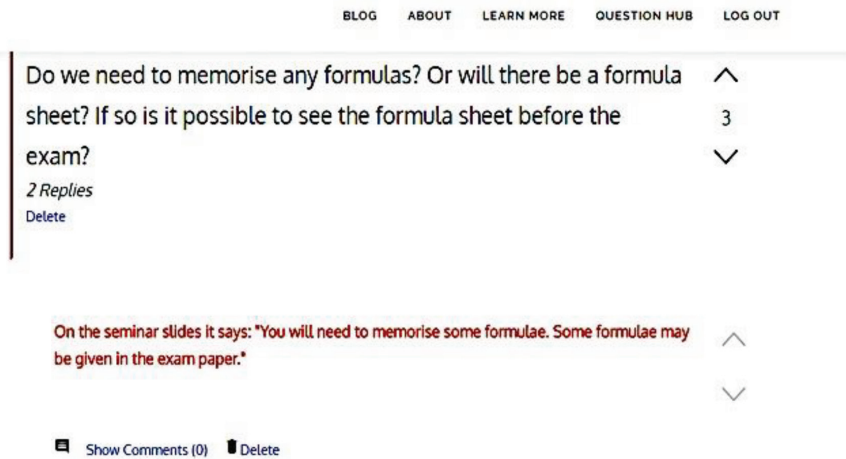 BLOG ABOUT LEARN MORE QUESTION HUB LOG OUT
Do we need to memorise any formulas? Or will there be a formula
sheet? If so is it possible to see the formula sheet before the
exam?
3
2 Replies
Delete
On the seminar slides it says: "You will need to memorise some formulae. Some formulae may
be given in the exam paper."
Show Comments (0) Delete